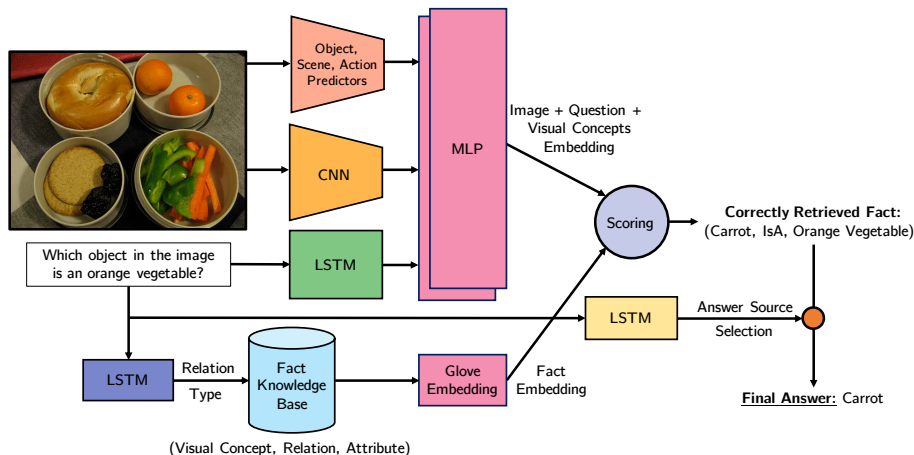 Object,
Scene, Action
Predictors
CNN
LSTM
MLP
Image + Question +
Visual Concepts
Embedding
Scoring
Correctly Retrieved Fact:
(Carrot, IsA, Orange Vegetable)
Which object in the image
is an orange vegetable?
LSTM
Answer Source
Selection
LSTM
Relation
Type
Fact
Knowledge
Base
Glove
Embedding
Fact
Embedding
Final Answer: Carrot
(Visual Concept, Relation, Attribute)